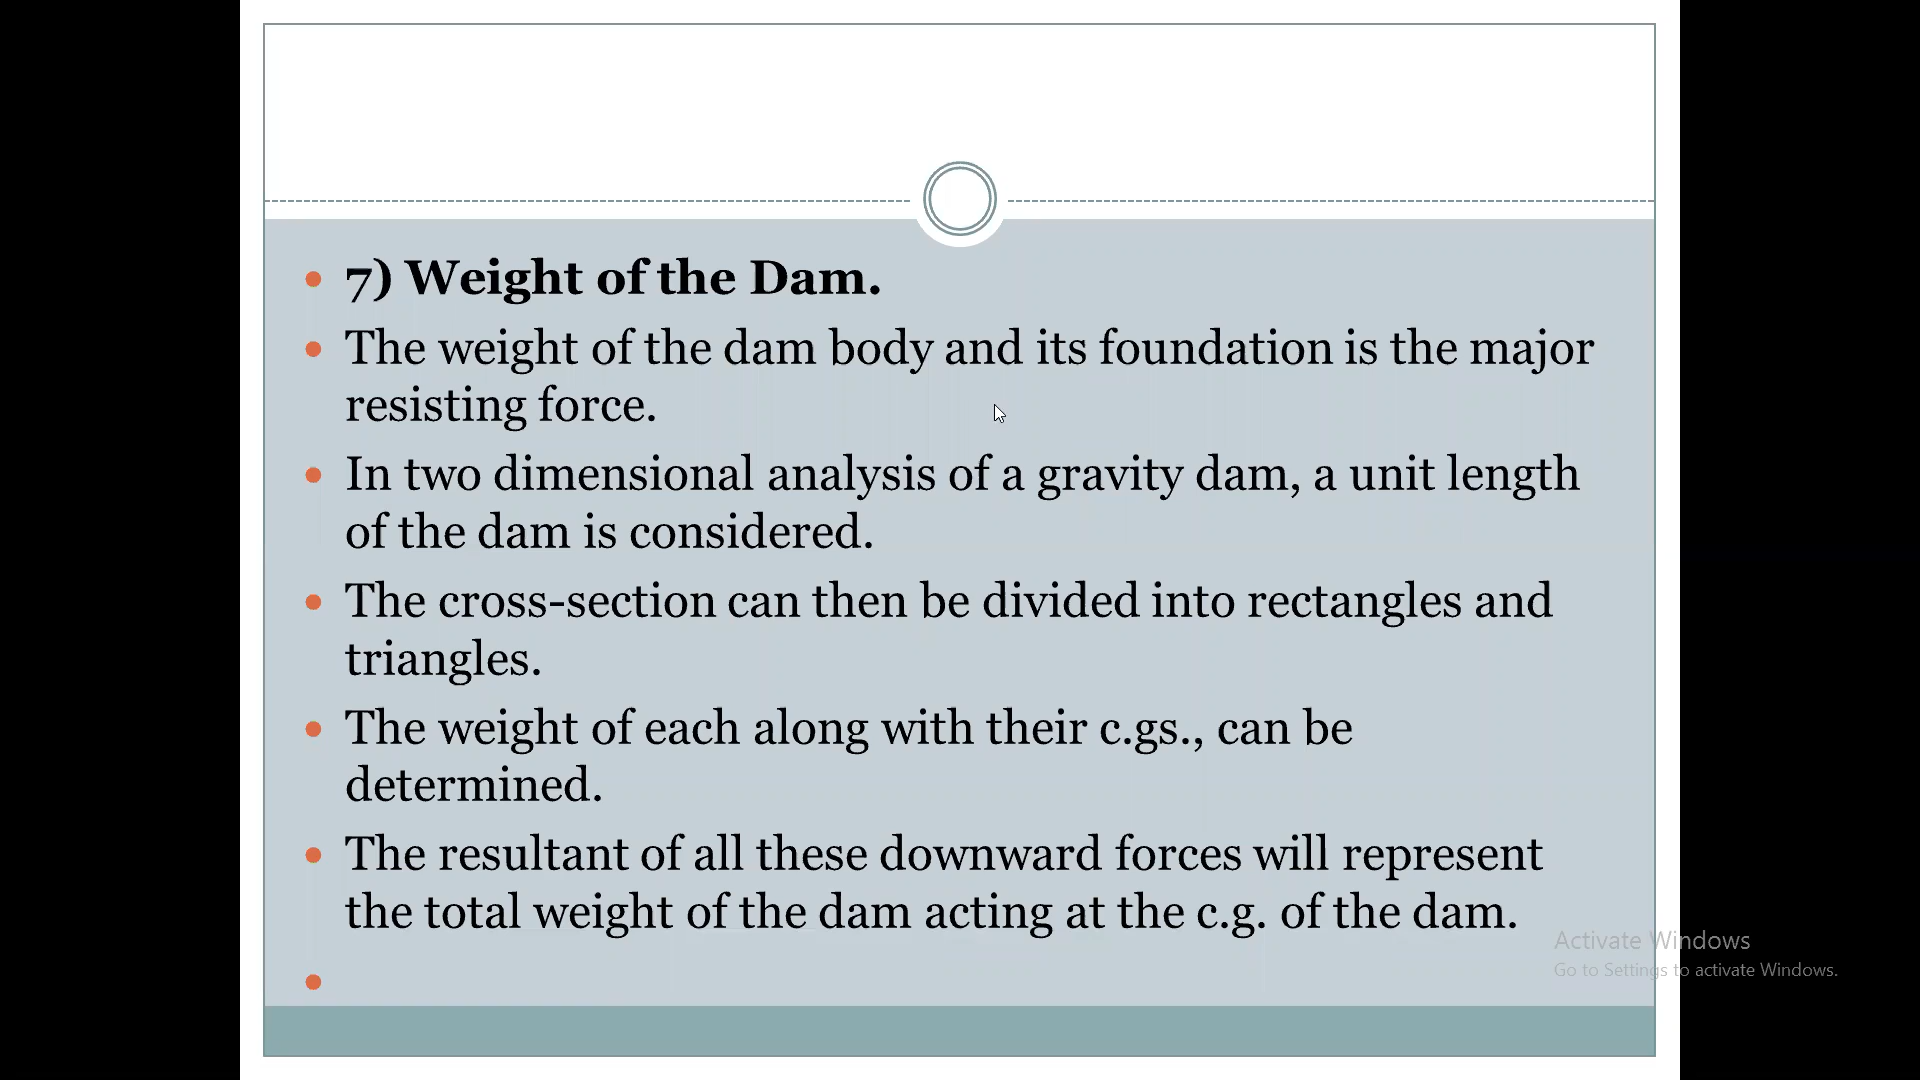 7) Weight of the Dam.
The weight of the dam body and its foundation is the major
resisting force.
In two dimensional analysis of a gravity dam, a unit length
of the dam is considered.
The cross-section can then be divided into rectangles and
triangles.
The weight of each along with their c.gs., can be
determined.
The resultant of all these downward forces will represent
the total weight of the dam acting at the c.g. of the dam.
Activate Windows
Go to Settings to activate Windows.